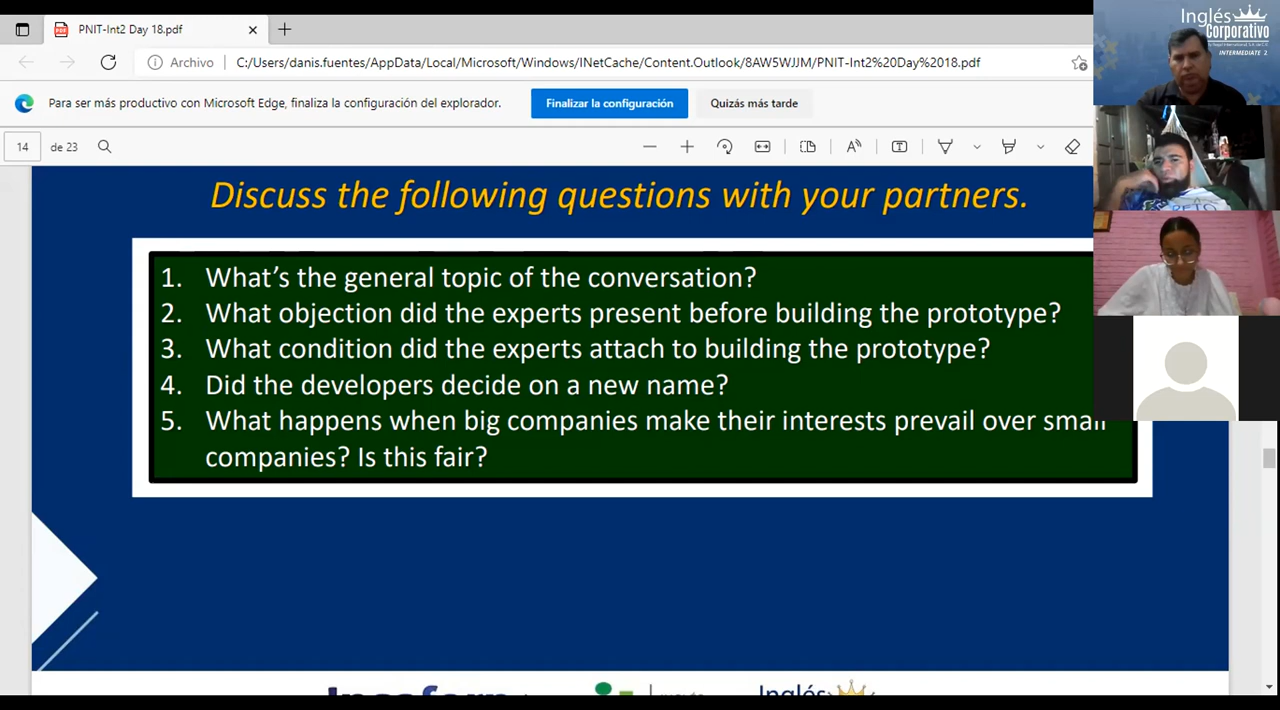 PNIT-Int2 Day 18.pdf
Archivo
C:/Users/danis.fuentes/AppData/Local/Microsoft/Windows/INetCache/Content.Outlook/8AW5WJJM/PNIT-Int2%20Day%2018.pdf
Para ser más productivo con Microsoft Edge, finaliza la configuración del explorador.
Finalizar la configuración
Quizás más tarde
14 de 23
Discuss the following questions with your partners.
1. What's the general topic of the conversation?
2. What objection did the experts present before building the prototype?
3. What condition did the experts attach to building the prototype?
4. Did the developers decide on a new name?
5. What happens when big companies make their interests prevail over small
companies? Is this fair?
Inglés
Inglés
Corporativo
INTERMEDIATE 2